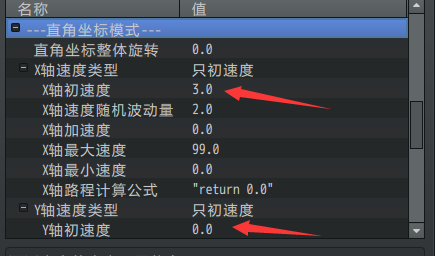 名称 值
---直角坐标模式---
直角坐标整体旋转 0.0
X轴速度类型 只初速度
X轴初速度 3.0
X轴速度随机波动量 2.0
X轴加速度 0.0
X轴最大速度 99.0
X轴最小速度 0.0
X轴路程计算公式 "return 0.0"
Y轴速度类型 只初速度
Y轴初速度 0.0